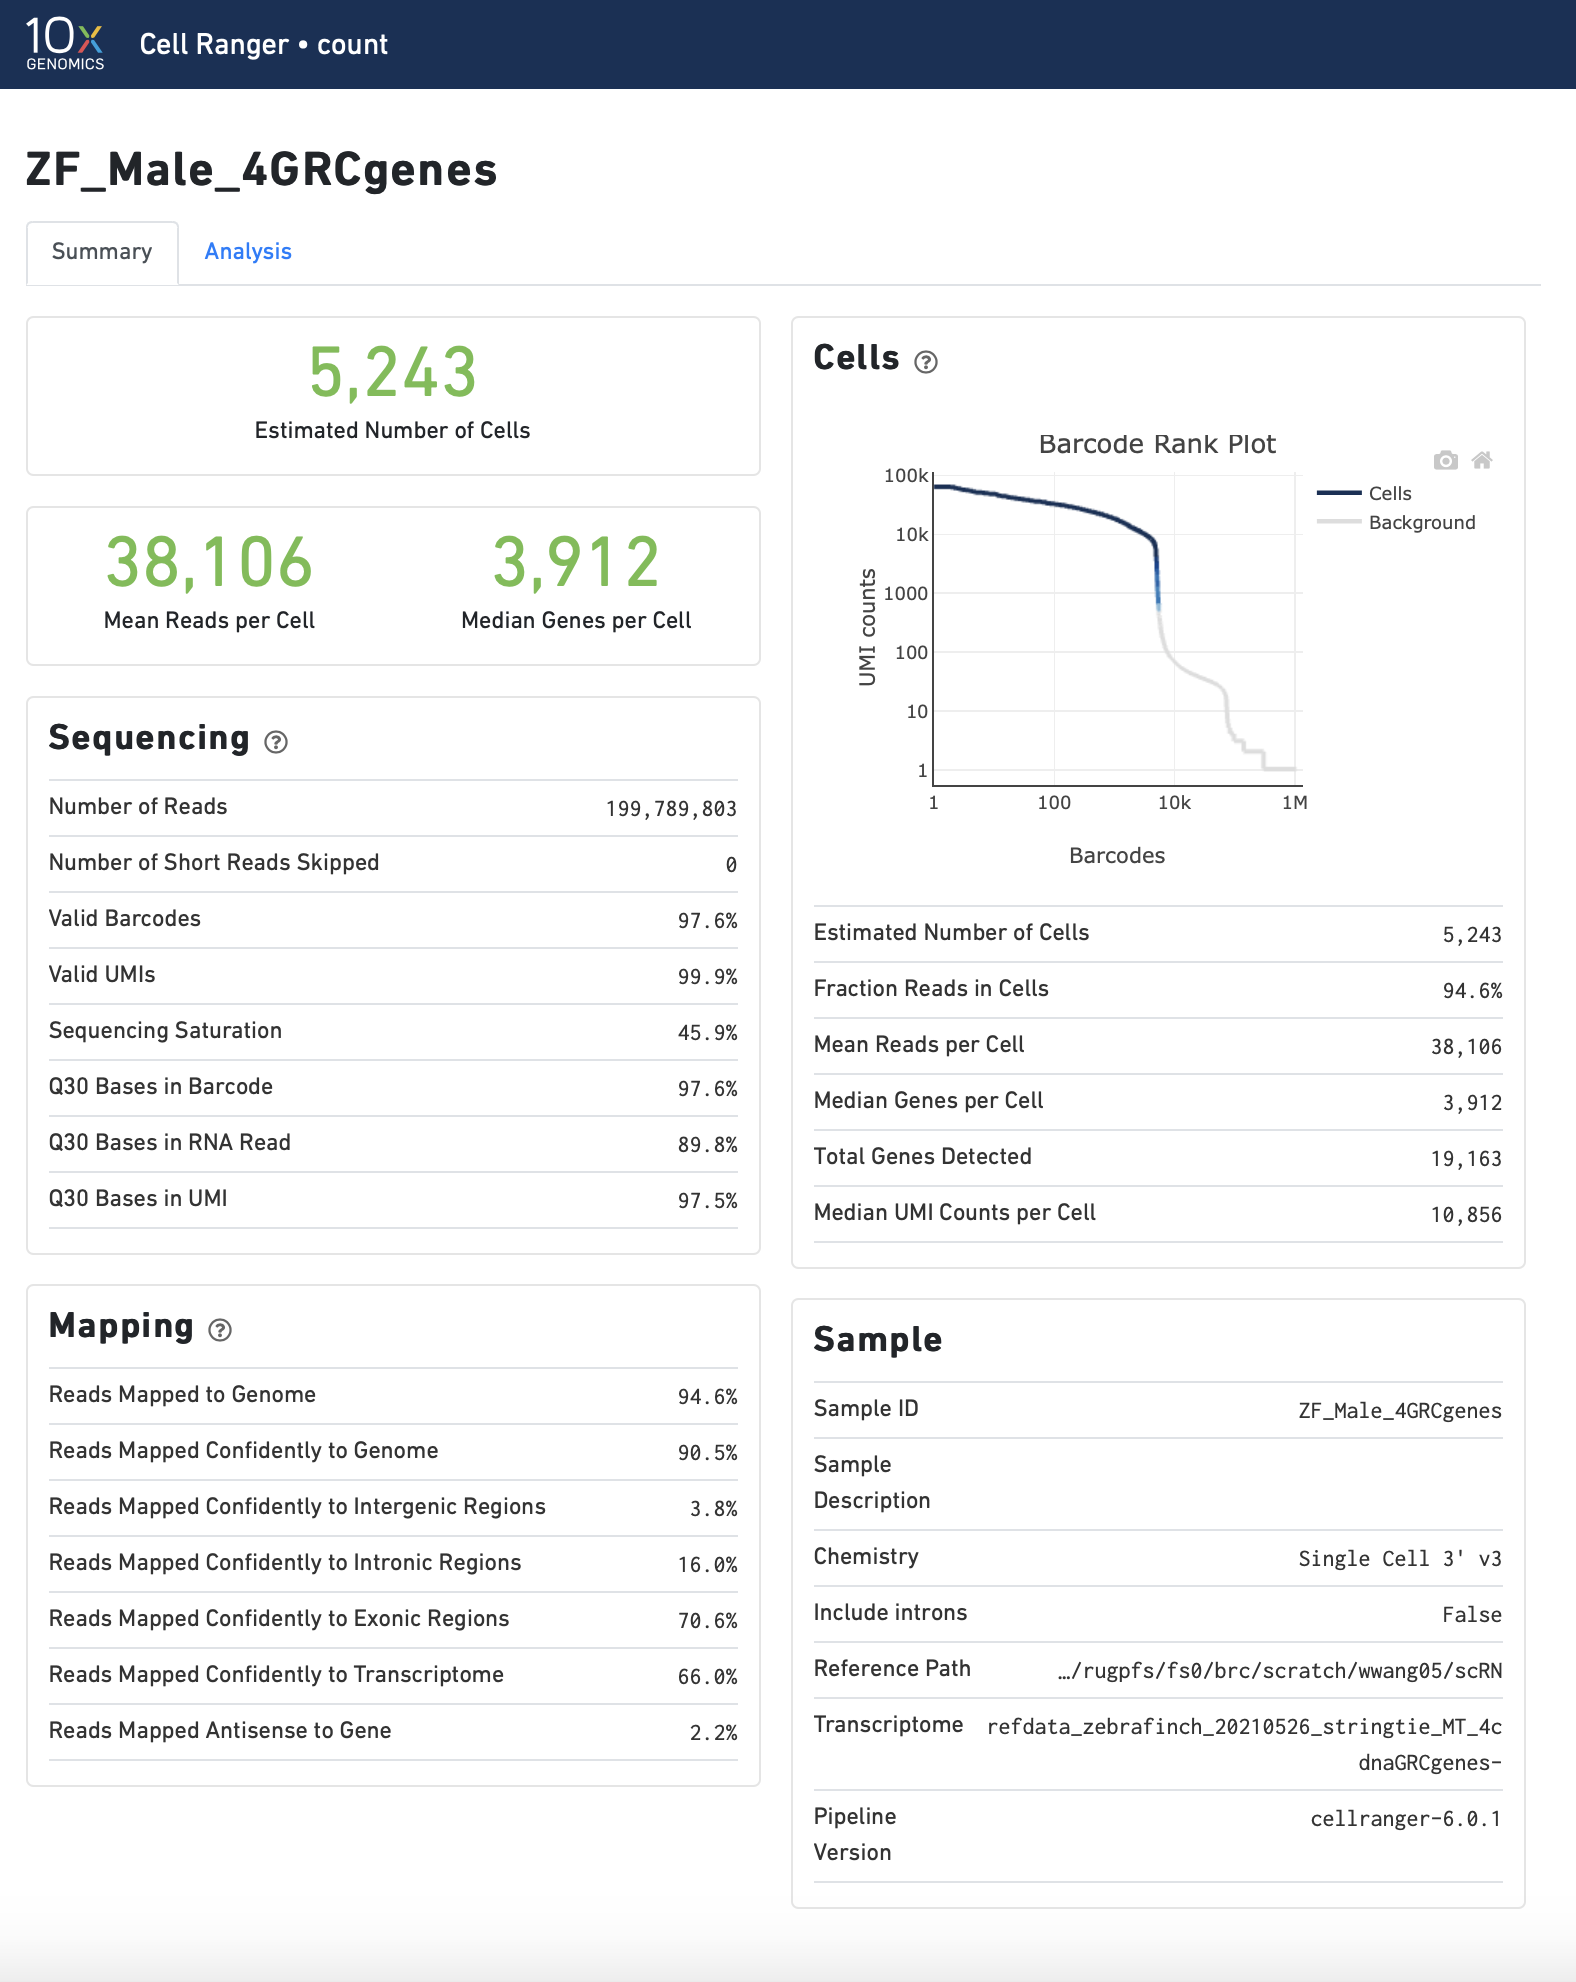 10x
GENOMICS
Cell Ranger • count
ZF_Male_4GRCgenes
Summary
Analysis
5,243
Estimated Number of Cells
38,106
Mean Reads per Cell
3,912
Median Genes per Cell
Sequencing ?
Number of Reads 199,789,803
Number of Short Reads Skipped 0
Valid Barcodes 97.6%
Valid UMIs 99.9%
Sequencing Saturation 45.9%
Q30 Bases in Barcode 97.6%
Q30 Bases in RNA Read 89.8%
Q30 Bases in UMI 97.5%
Mapping ?
Reads Mapped to Genome 94.6%
Reads Mapped Confidently to Genome 90.5%
Reads Mapped Confidently to Intergenic Regions 3.8%
Reads Mapped Confidently to Intronic Regions 16.0%
Reads Mapped Confidently to Exonic Regions 70.6%
Reads Mapped Confidently to Transcriptome 66.0%
Reads Mapped Antisense to Gene 2.2%
Cells ?
Barcode Rank Plot
100k
10k
1000
100
10
1
UMI counts
1 100 10k 1M
Barcodes
Cells
Background
Estimated Number of Cells 5,243
Fraction Reads in Cells 94.6%
Mean Reads per Cell 38,106
Median Genes per Cell 3,912
Total Genes Detected 19,163
Median UMI Counts per Cell 10,856
Sample
Sample ID ZF_Male_4GRCgenes
Sample
Description
Chemistry Single Cell 3' v3
Include introns False
Reference Path …/rugpfs/fs0/brc/scratch/wwang05/scRN
Transcriptome refdata_zebrafinch_20210526_stringtie_MT_4c
dnaGRCgenes-
Pipeline cellranger-6.0.1
Version